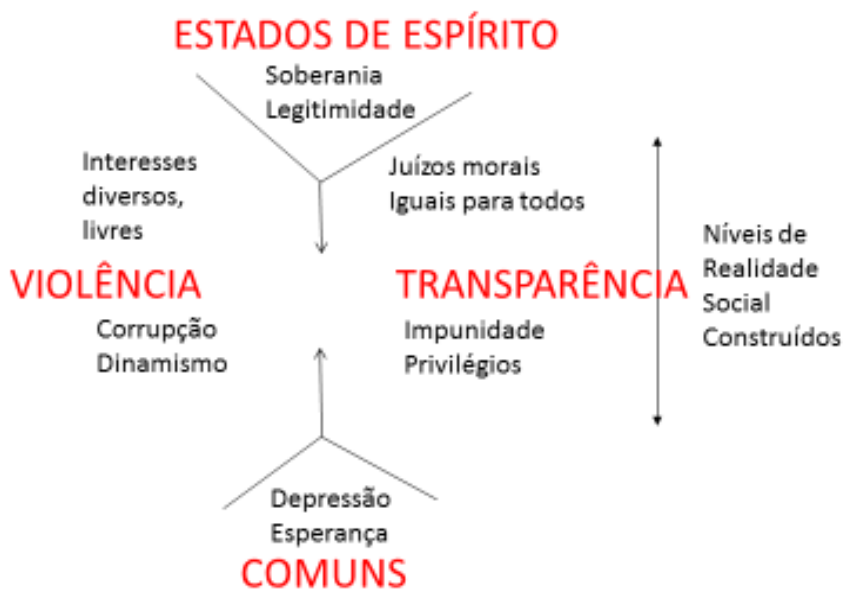 ESTADOS DE ESPÍRITO
Soberania
Legitimidade
Interesses
diversos,
livres
Juízos morais
Iguais para todos
Níveis de
Realidade
Social
Construídos
VIOLÊNCIA
TRANSPARÊNCIA
Corrupção
Dinamismo
Impunidade
Privilégios
Depressão
Esperança
COMUNS